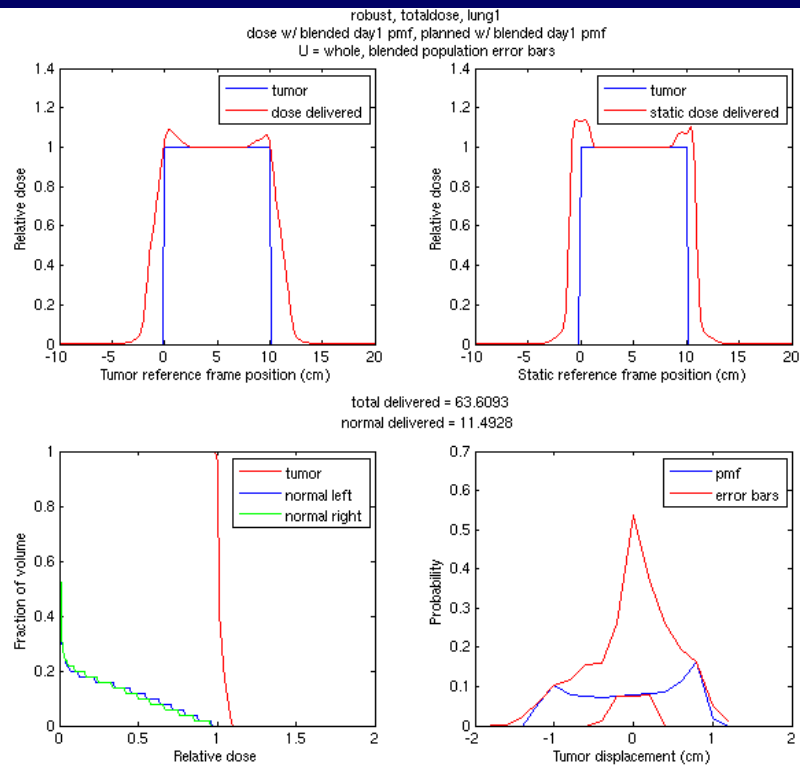 robust, totaldose, lung1
dose w/ blended day1 pmf, planned w/ blended day1 pmf
U = whole, blended population error bars
1.4
1.2
1
0.8
0.6
0.4
0.2
0
Relative dose
tumor
dose delivered
-10
-5
0
5
10
15
20
Tumor reference frame position (cm)
1.4
1.2
1
0.8
0.6
0.4
0.2
0
Relative dose
tumor
static dose delivered
-10
-5
0
5
10
15
20
Static reference frame position (cm)
total delivered = 63.6093
normal delivered = 11.4928
1
0.8
0.6
0.4
0.2
0
Fraction of volume
tumor
normal left
normal right
0
0.5
1
1.5
2
Relative dose
0.7
0.6
0.5
0.4
0.3
0.2
0.1
0
Probability
pmf
error bars
-2
-1
0
1
2
Tumor displacement (cm)